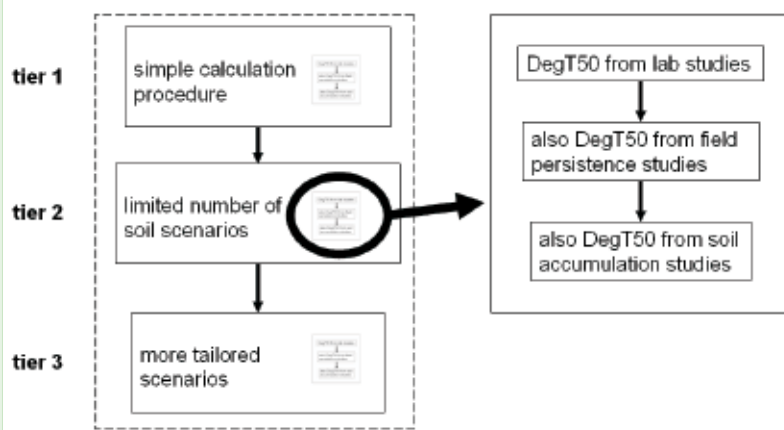 tier 1
simple calculation
procedure
tier 2
limited number of
soil scenarios
tier 3
more tailored
scenarios
DegT50 from lab studies
also DegT50 from field
persistence studies
also DegT50 from soil
accumulation studies